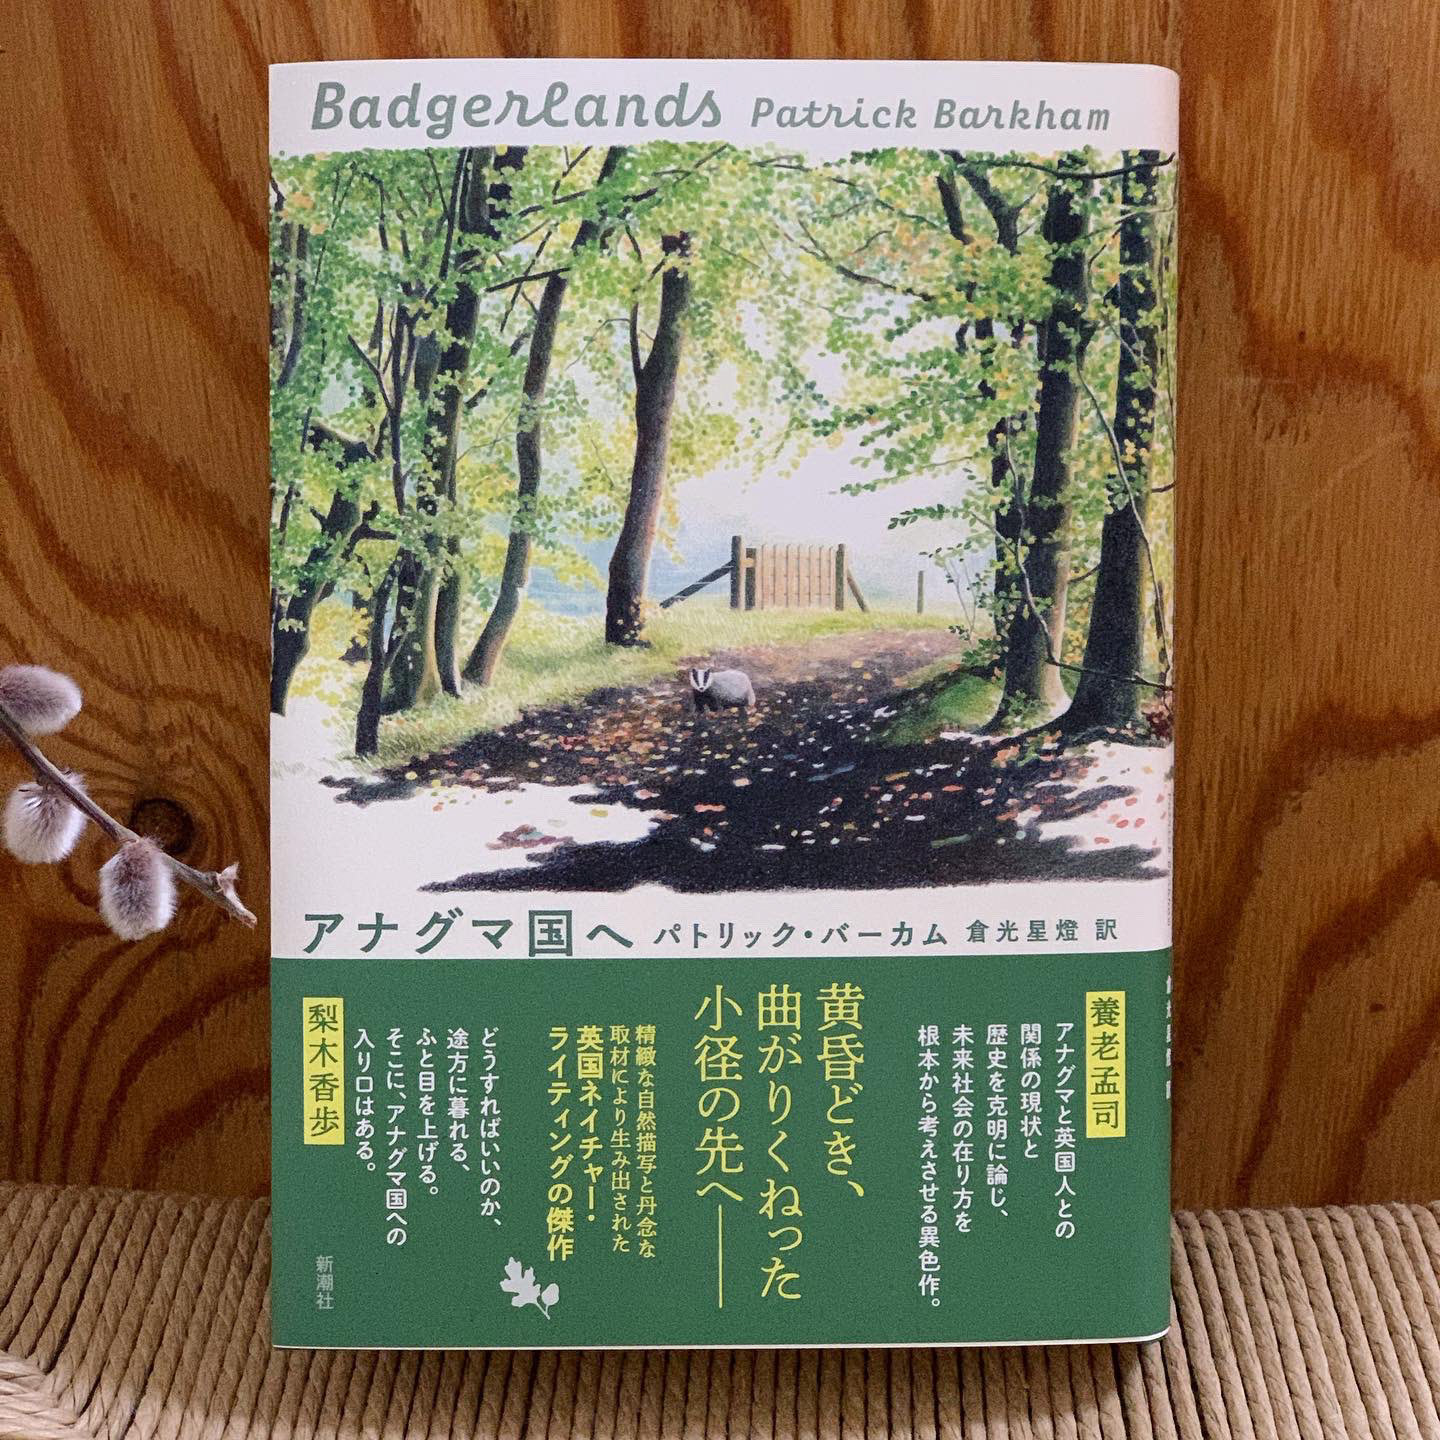 Badgerlands Patrick Barkham
アナグマ国へ パトリック・バーカム 倉光星燈 訳
養老孟司
アナグマと英国人との
関係の現状と
歴史を克明に論じ、
未来社会の在り方を
根本から考えさせる異色作。
黄昏どき、
曲がりくねった
小径の先へ──
精緻な自然描写と丹念な
取材により生み出された
英国ネイチャー・
ライティングの傑作
どうすればいいのか、
途方に暮れる、
ふと目を上げる。
そこに、アナグマ国への
入り口はある。
梨木香歩
新潮社